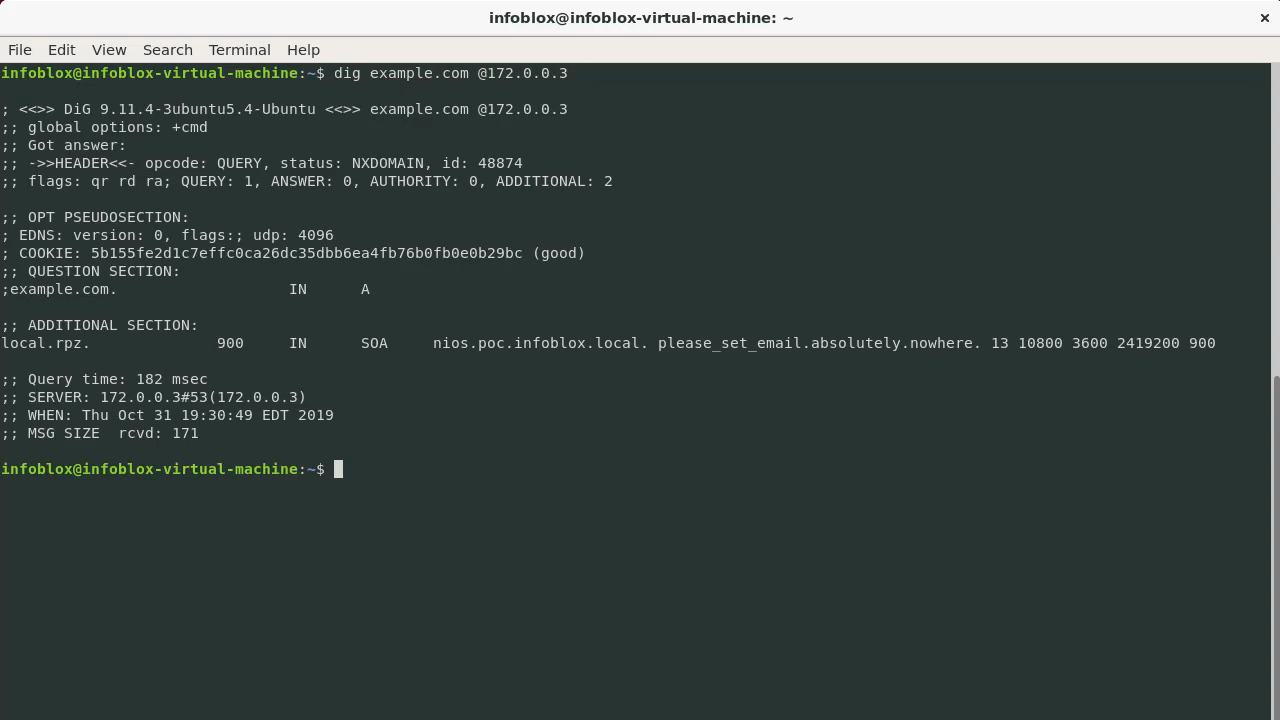 infoblox@infoblox-virtual-machine: ~ ×
File Edit View Search Terminal Help
infoblox@infoblox-virtual-machine:~$ dig example.com @172.0.0.3
; <<>> DiG 9.11.4-3ubuntu5.4-Ubuntu <<>> example.com @172.0.0.3
;; global options: +cmd
;; Got answer:
;; ->>HEADER<<- opcode: QUERY, status: NXDOMAIN, id: 48874
;; flags: qr rd ra; QUERY: 1, ANSWER: 0, AUTHORITY: 0, ADDITIONAL: 2
;; OPT PSEUDOSECTION:
; EDNS: version: 0, flags:; udp: 4096
; COOKIE: 5b155fe2d1c7effc0ca26dc35dbb6ea4fb76b0fb0e0b29bc (good)
;; QUESTION SECTION:
;example.com. IN A
;; ADDITIONAL SECTION:
local.rpz. 900 IN SOA nios.poc.infoblox.local. please_set_email.absolutely.nowhere. 13 10800 3600 2419200 900
;; Query time: 182 msec
;; SERVER: 172.0.0.3#53(172.0.0.3)
;; WHEN: Thu Oct 31 19:30:49 EDT 2019
;; MSG SIZE  rcvd: 171
infoblox@infoblox-virtual-machine:~$